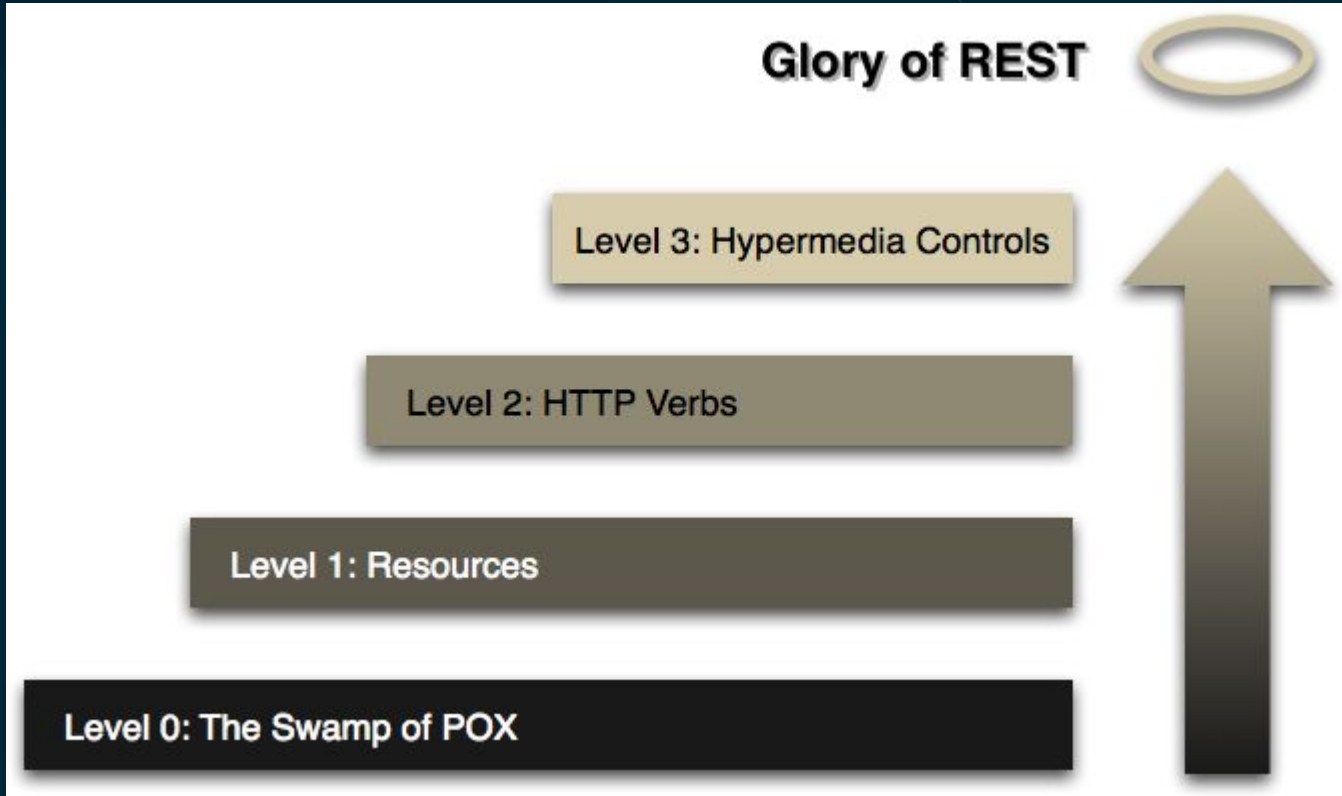 Glory of REST
Level 3: Hypermedia Controls
Level 2: HTTP Verbs
Level 1: Resources
Level 0: The Swamp of POX